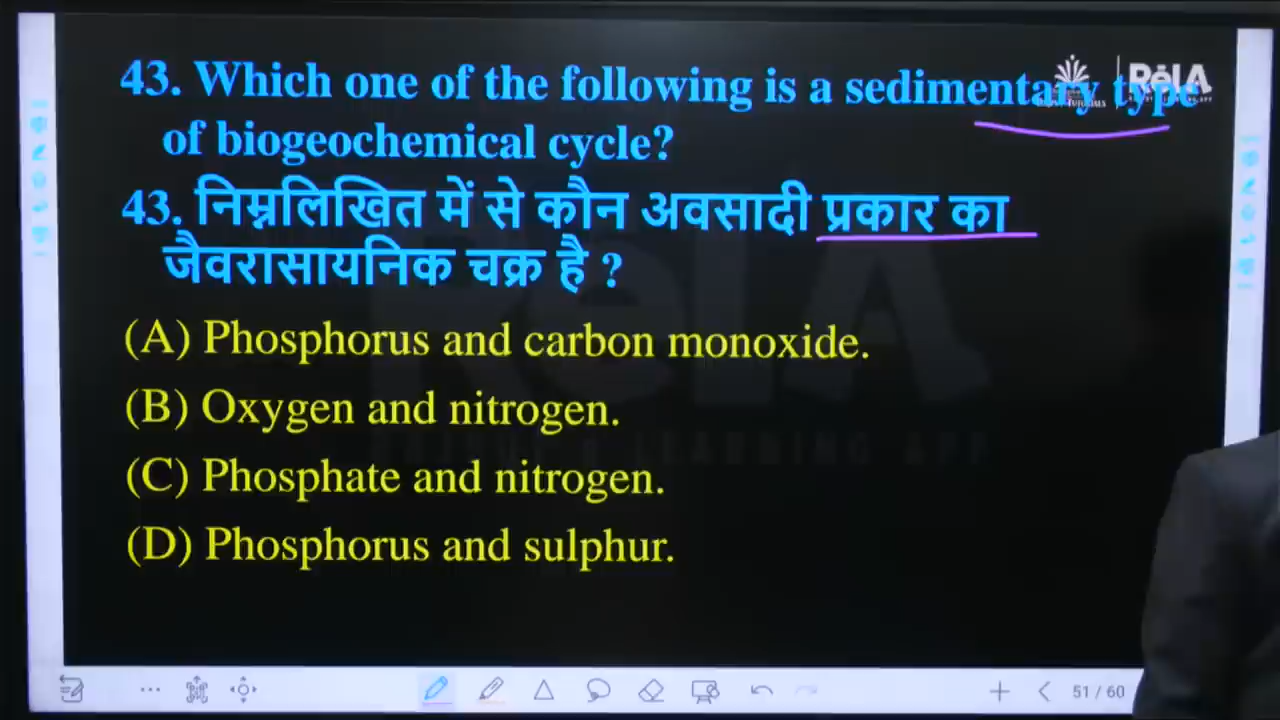 43. Which one of the following is a sedimentary type
of biogeochemical cycle?
43. निम्नलिखित में से कौन अवसादी प्रकार का
जैवरासायनिक चक्र है ?
(A) Phosphorus and carbon monoxide.
(B) Oxygen and nitrogen.
(C) Phosphate and nitrogen.
(D) Phosphorus and sulphur.
51 / 60